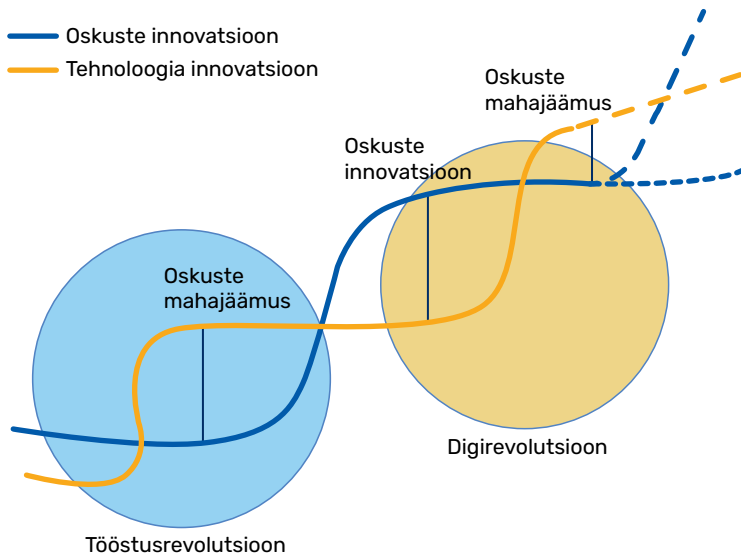 Oskuste innovatsioon
Tehnoloogia innovatsioon
Oskuste
mahajäämus
Oskuste
innovatsioon
Oskuste
mahajäämus
Digirevolutsioon
Tööstusrevolutsioon